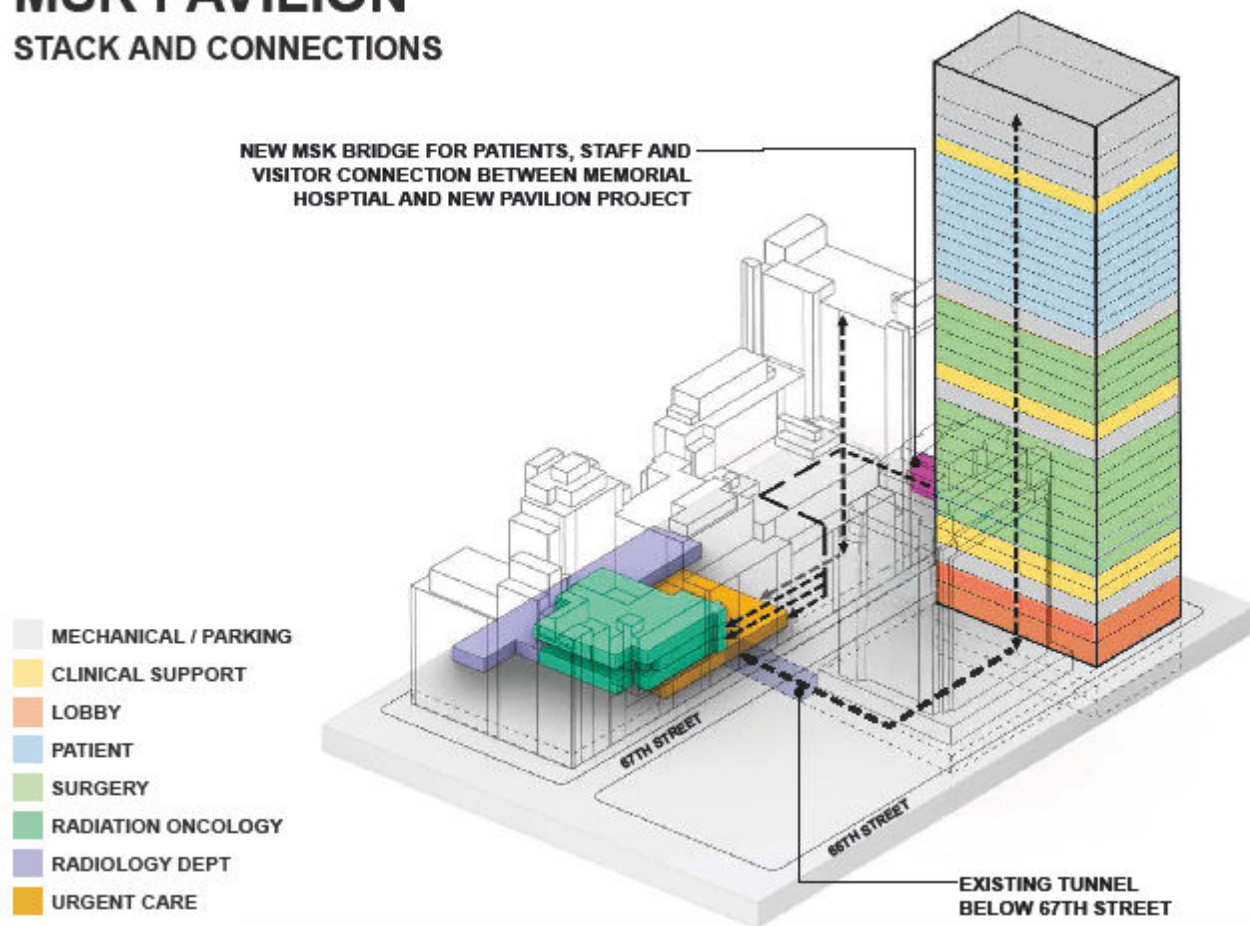 MSK PAVILION
STACK AND CONNECTIONS
NEW MSK BRIDGE FOR PATIENTS, STAFF AND
VISITOR CONNECTION BETWEEN MEMORIAL
HOSPTIAL AND NEW PAVILION PROJECT
MECHANICAL / PARKING
CLINICAL SUPPORT
LOBBY
PATIENT
SURGERY
RADIATION ONCOLOGY
RADIOLOGY DEPT
URGENT CARE
67TH STREET
66TH STREET
EXISTING TUNNEL
BELOW 67TH STREET